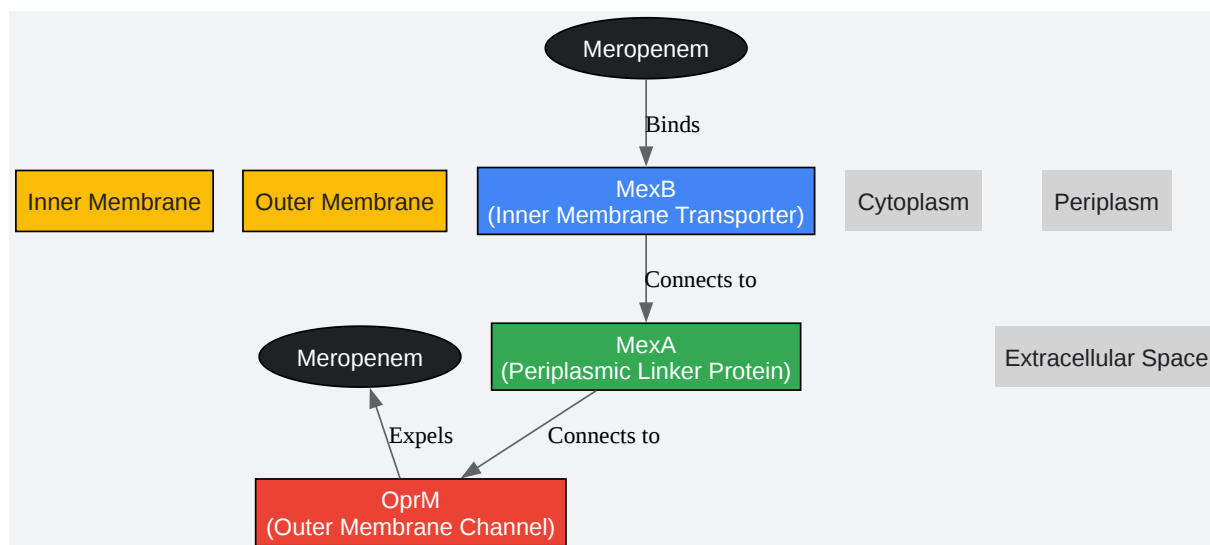 Meropenem
Binds
Inner Membrane
Outer Membrane
MexB
(Inner Membrane Transporter)
Cytoplasm
Periplasm
Connects to
Meropenem
MexA
(Periplasmic Linker Protein)
Extracellular Space
Expels
Connects to
OprM
(Outer Membrane Channel)